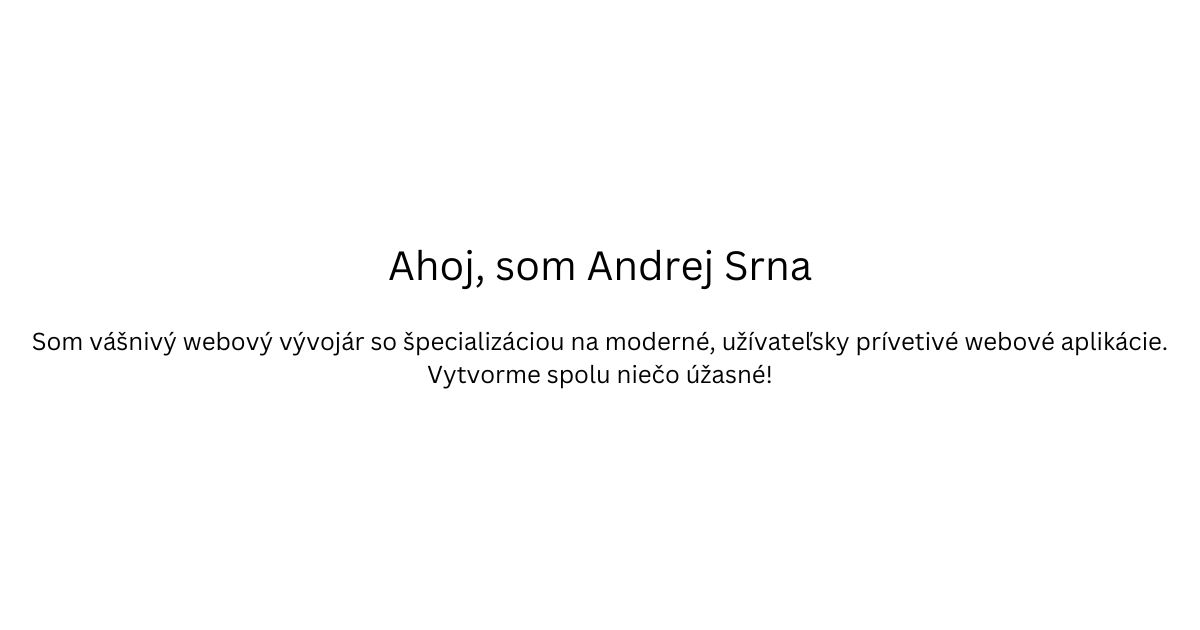 Ahoj, som Andrej Srna
Som vášnivý webový vývojár so špecializáciou na moderné, užívateľsky prívetivé webové aplikácie.
Vytvorme spolu niečo úžasné!